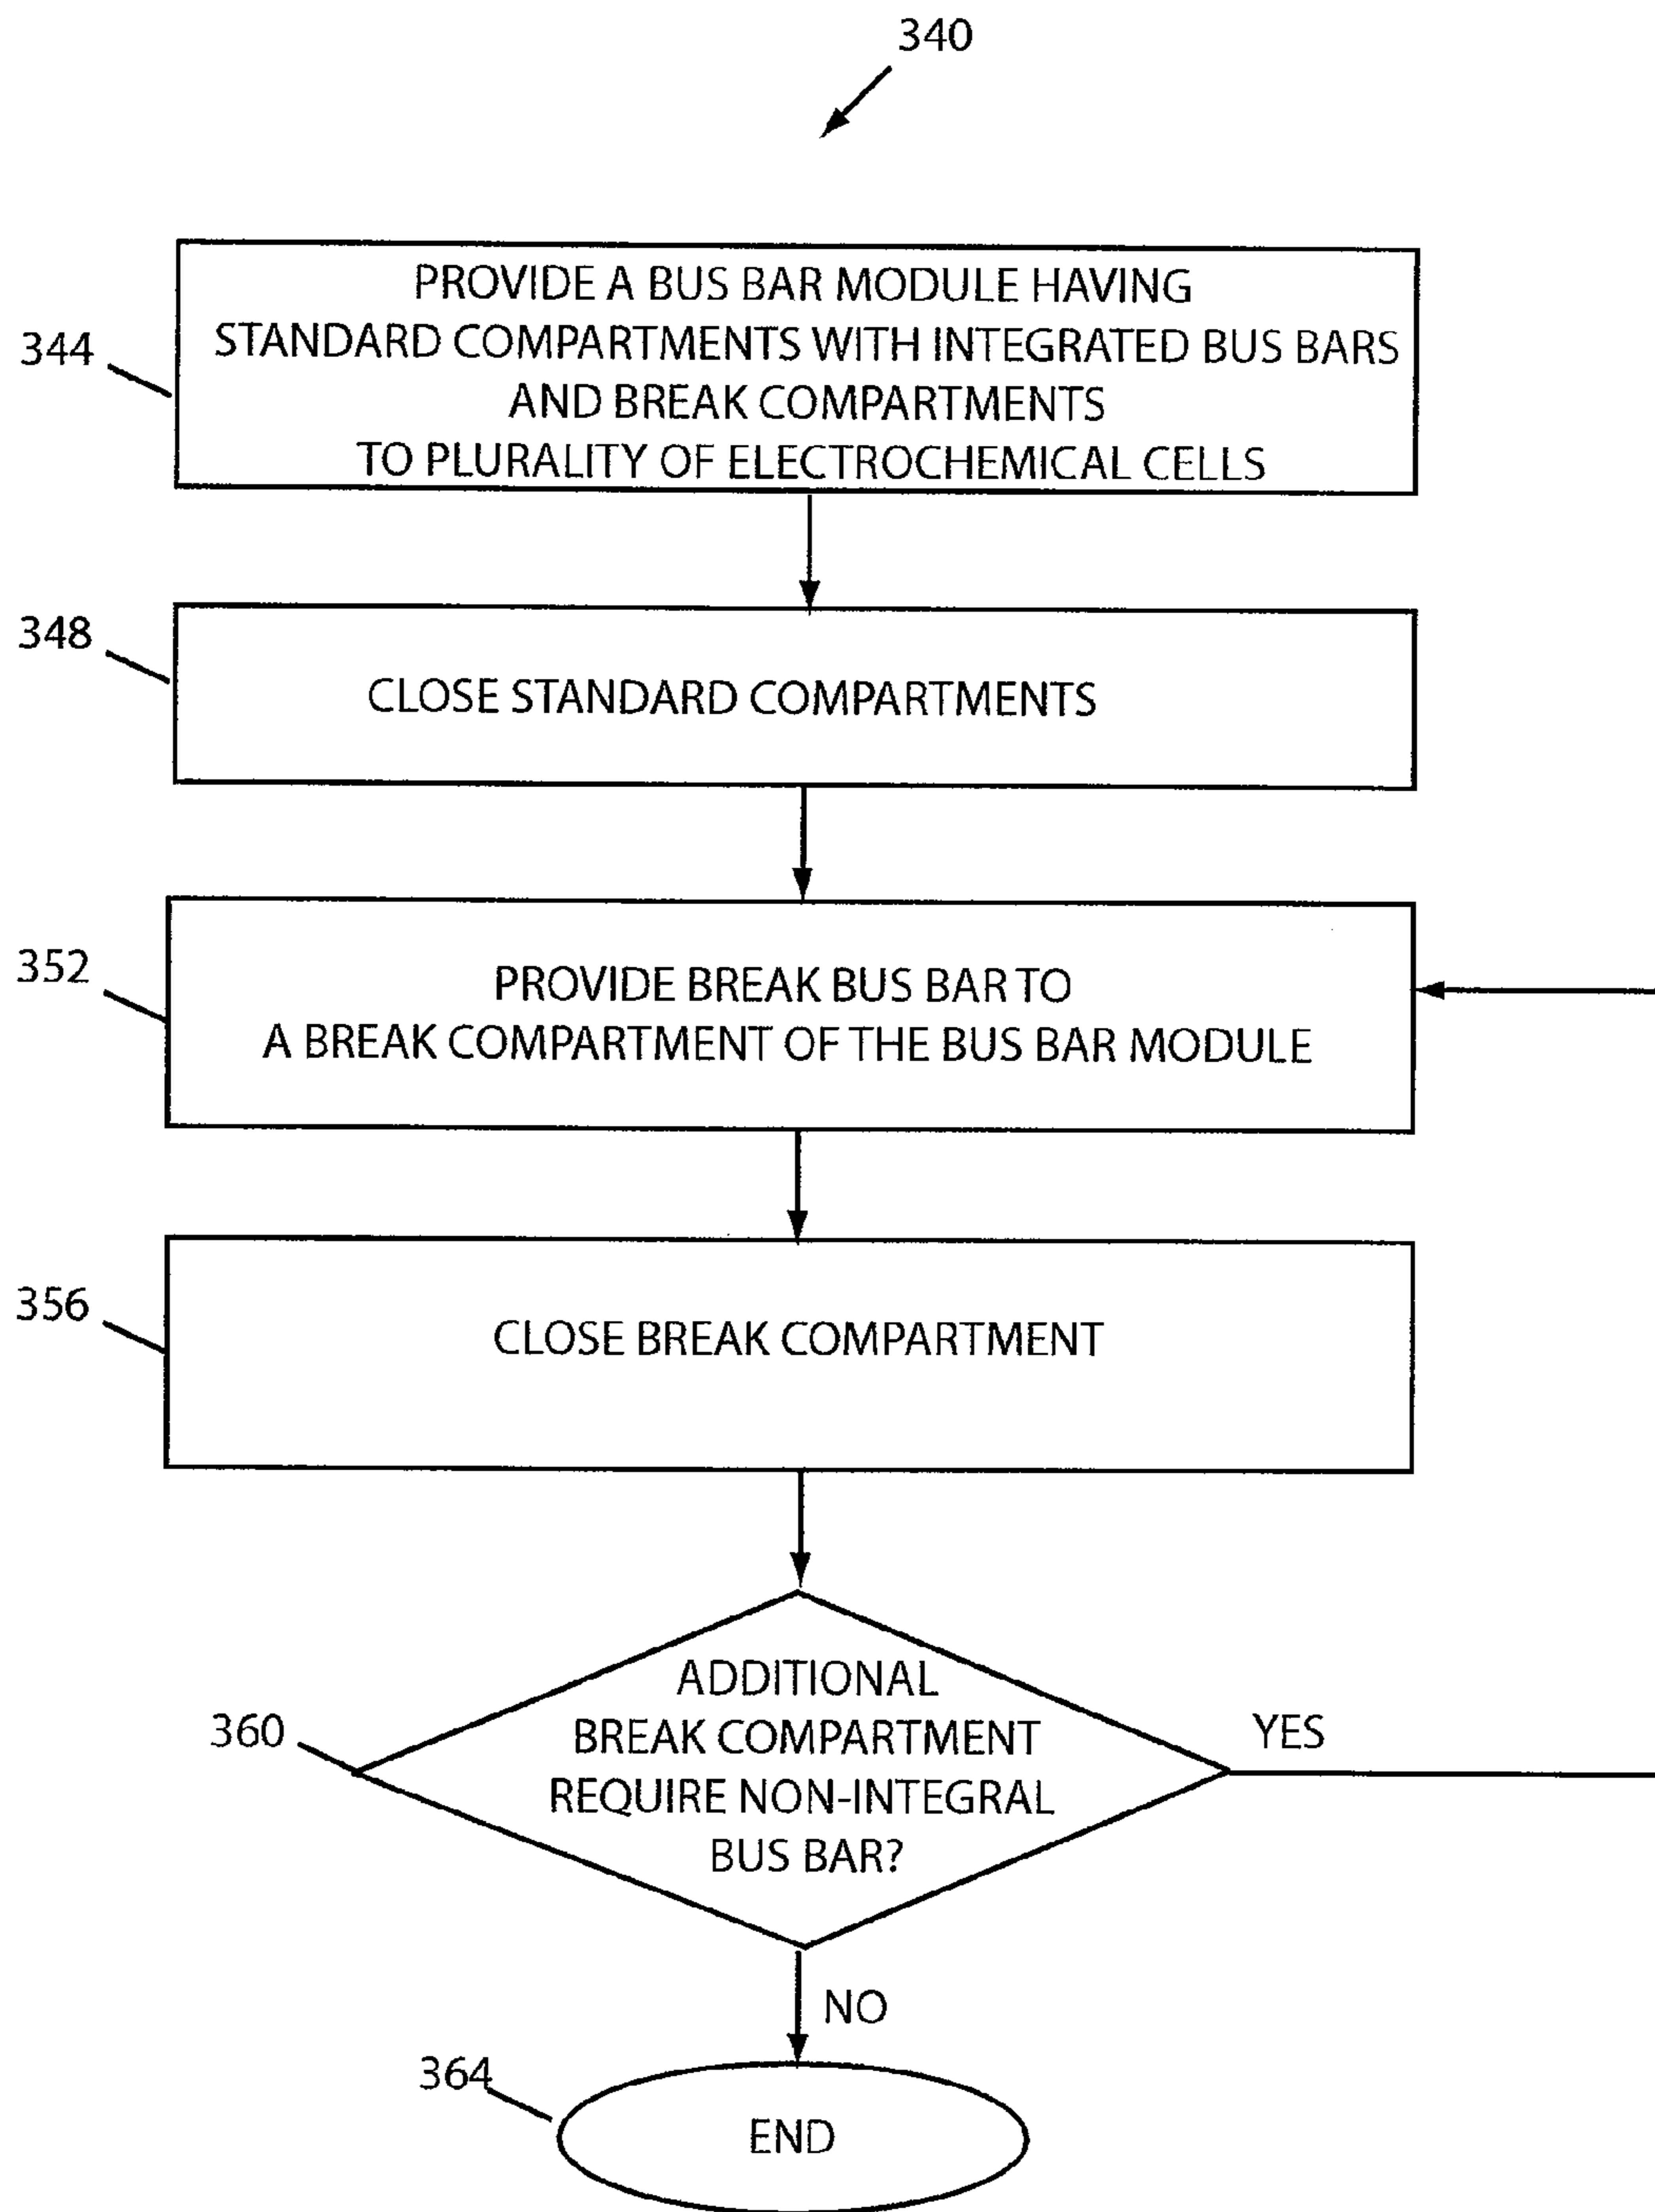 340
344
PROVIDE A BUS BAR MODULE HAVING
STANDARD COMPARTMENTS WITH INTEGRATED BUS BARS
AND BREAK COMPARTMENTS
TO PLURALITY OF ELECTROCHEMICAL CELLS
348
CLOSE STANDARD COMPARTMENTS
352
PROVIDE BREAK BUS BAR TO
A BREAK COMPARTMENT OF THE BUS BAR MODULE
356
CLOSE BREAK COMPARTMENT
360
ADDITIONAL
BREAK COMPARTMENT
REQUIRE NON-INTEGRAL
BUS BAR?
YES
NO
364
END